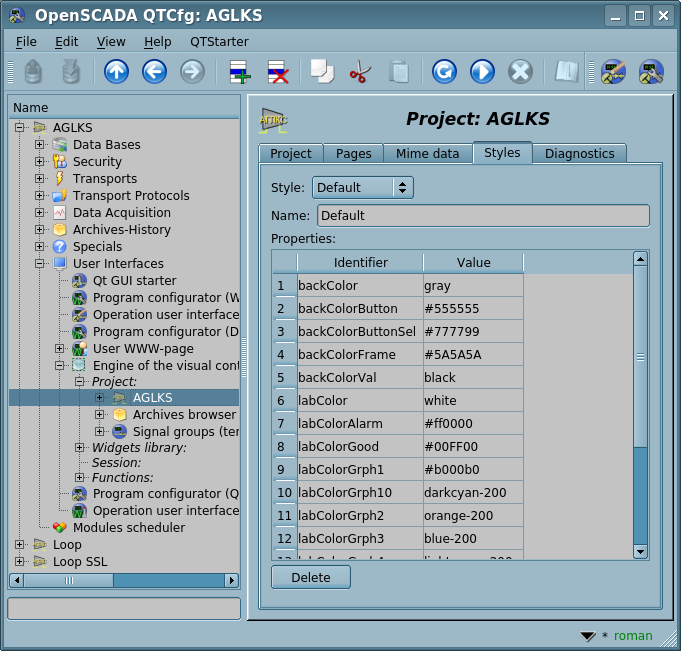 OpenSCADA QTCfg: AGLKS
File Edit View Help QTStarter
Name
AGLKS
Data Bases
Security
Transports
Transport Protocols
Data Acquisition
Archives-History
Specials
User Interfaces
Qt GUI starter
Program configurator (W
Operation user interface
Program configurator (D
User WWW-page
Engine of the visual cont
Project:
AGLKS
Archives browser
Signal groups (ter
Widgets library:
Session:
Functions:
Program configurator (Q
Operation user interface
Modules scheduler
Loop
Loop SSL
Project: AGLKS
Project Pages Mime data Styles Diagnostics
Style: Default
Name: Default
Properties:
Identifier Value
1 backColor gray
2 backColorButton #555555
3 backColorButtonSel #777799
4 backColorFrame #5A5A5A
5 backColorVal black
6 labColor white
7 labColorAlarm #ff0000
8 labColorGood #00FF00
9 labColorGrph1 #b000b0
10 labColorGrph10 darkcyan-200
11 labColorGrph2 orange-200
12 labColorGrph3 blue-200
Delete
* roman